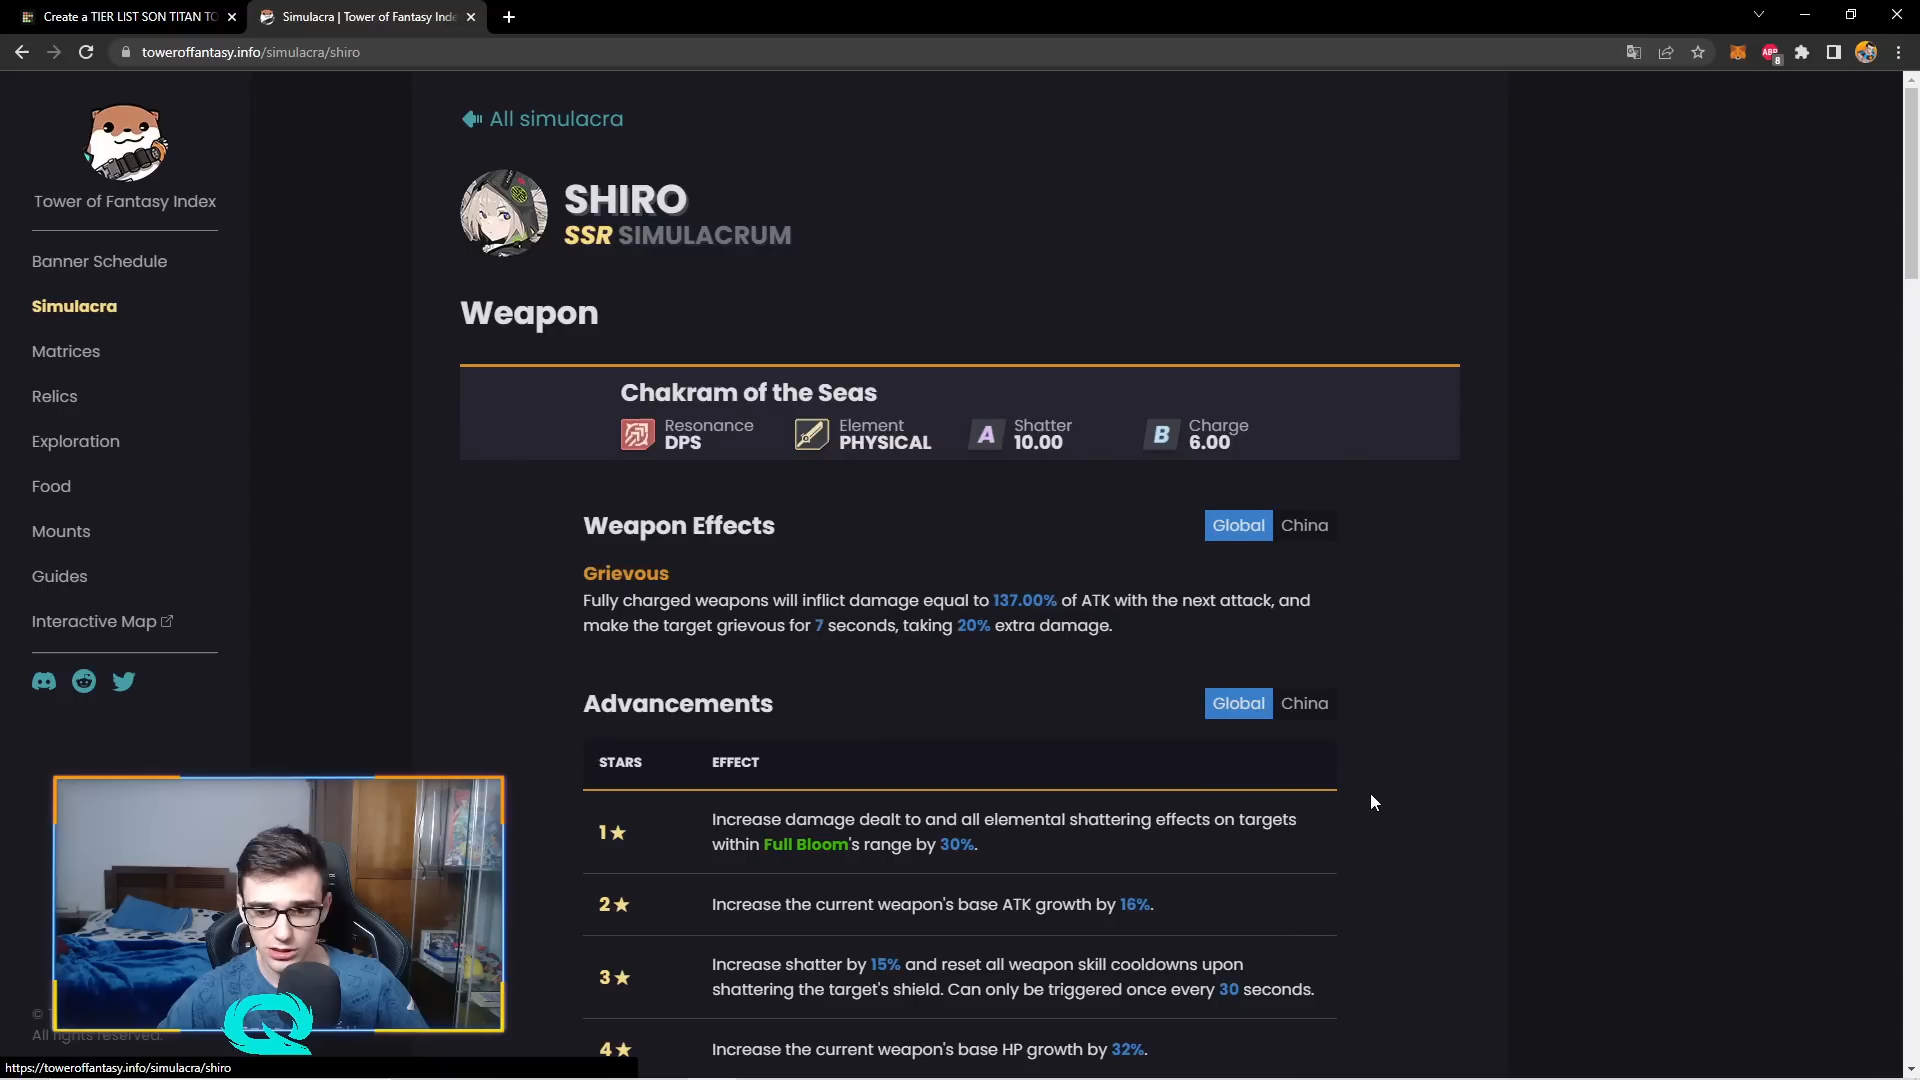 Create a TIER LIST SON TITAN TO
Simulacra | Tower of Fantasy Inde
toweroffantasy.info/simulacra/shiro
ABP
8
Tower of Fantasy Index
Banner Schedule
Simulacra
Matrices
Relics
Exploration
Food
Mounts
Guides
Interactive Map
All simulacra
SHIRO
SSR SIMULACRUM
Weapon
Chakram of the Seas
Resonance
DPS
Element
PHYSICAL
A
Shatter
10.00
B
Charge
6.00
Weapon Effects
Global China
Grievous
Fully charged weapons will inflict damage equal to 137.00% of ATK with the next attack, and
make the target grievous for 7 seconds, taking 20% extra damage.
Advancements
Global China
STARS EFFECT
1★ Increase damage dealt to and all elemental shattering effects on targets
within Full Bloom's range by 30%.
2★ Increase the current weapon's base ATK growth by 16%.
3★ Increase shatter by 15% and reset all weapon skill cooldowns upon
shattering the target's shield. Can only be triggered once every 30 seconds.
4★ Increase the current weapon's base HP growth by 32%.
All rights reserved.
https://toweroffantasy.info/simulacra/shiro